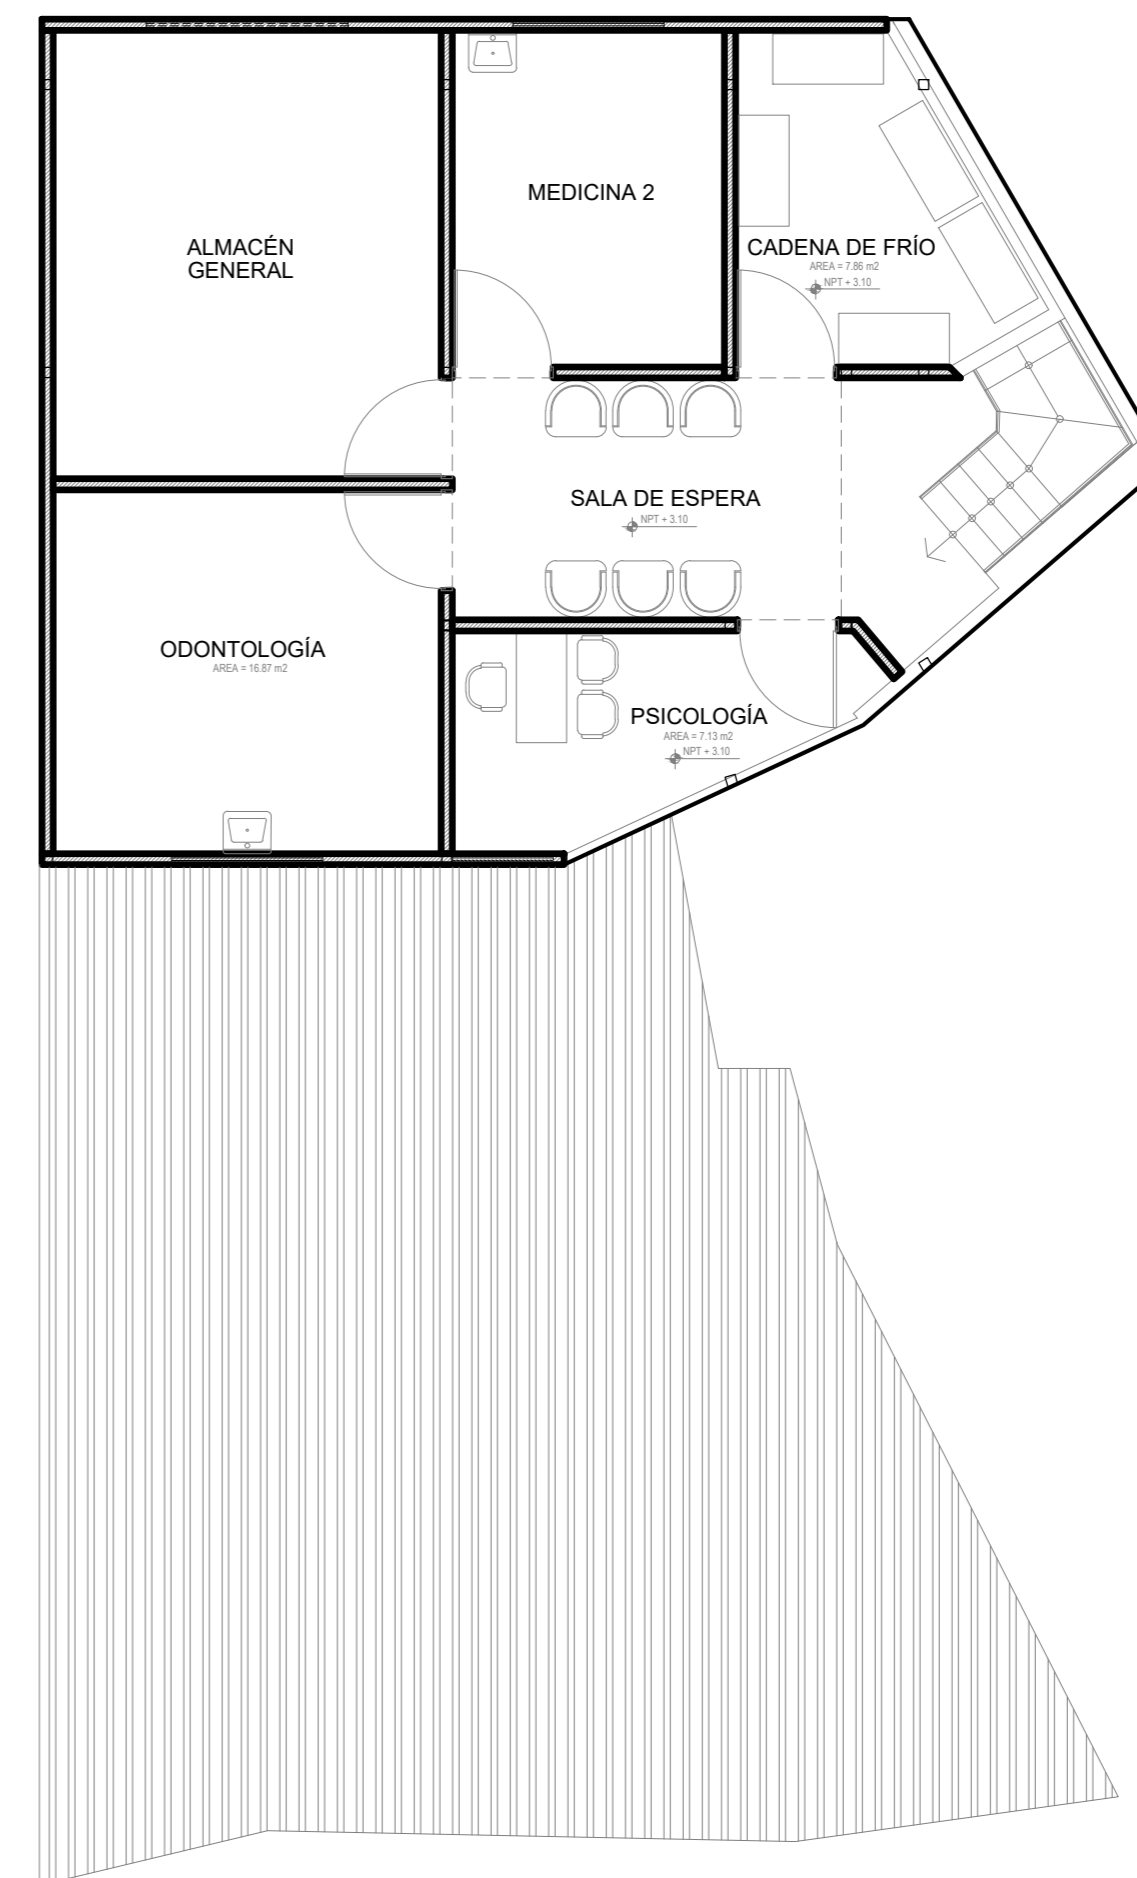 MEDICINA 2
ALMACÉN
GENERAL
CADENA DE FRÍO
AREA = 7.86 m2
NPT + 3.10
SALA DE ESPERA
NPT + 3.10
ODONTOLOGÍA
AREA = 16.87 m2
PSICOLOGÍA
AREA = 7.13 m2
NPT + 3.10